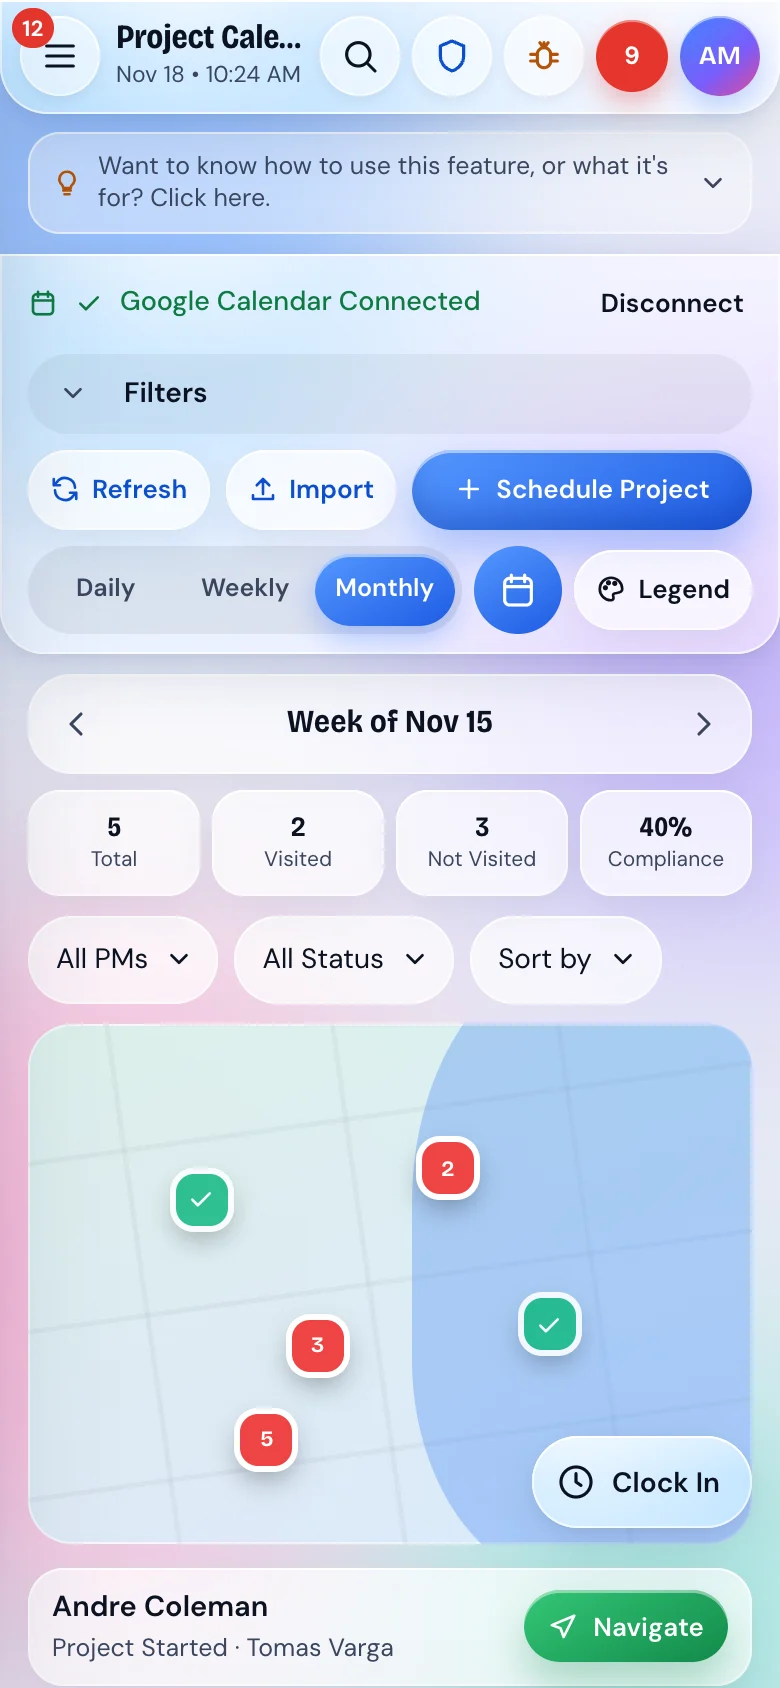 12
Project Cale...
Nov 18 • 10:24 AM
9
AM
Want to know how to use this feature, or what it's
for? Click here.
Google Calendar Connected
Disconnect
Filters
Refresh
Import
Schedule Project
Daily
Weekly
Monthly
Legend
Week of Nov 15
5
Total
2
Visited
3
Not Visited
40%
Compliance
All PMs
All Status
Sort by
2
3
5
Clock In
Andre Coleman
Project Started · Tomas Varga
Navigate